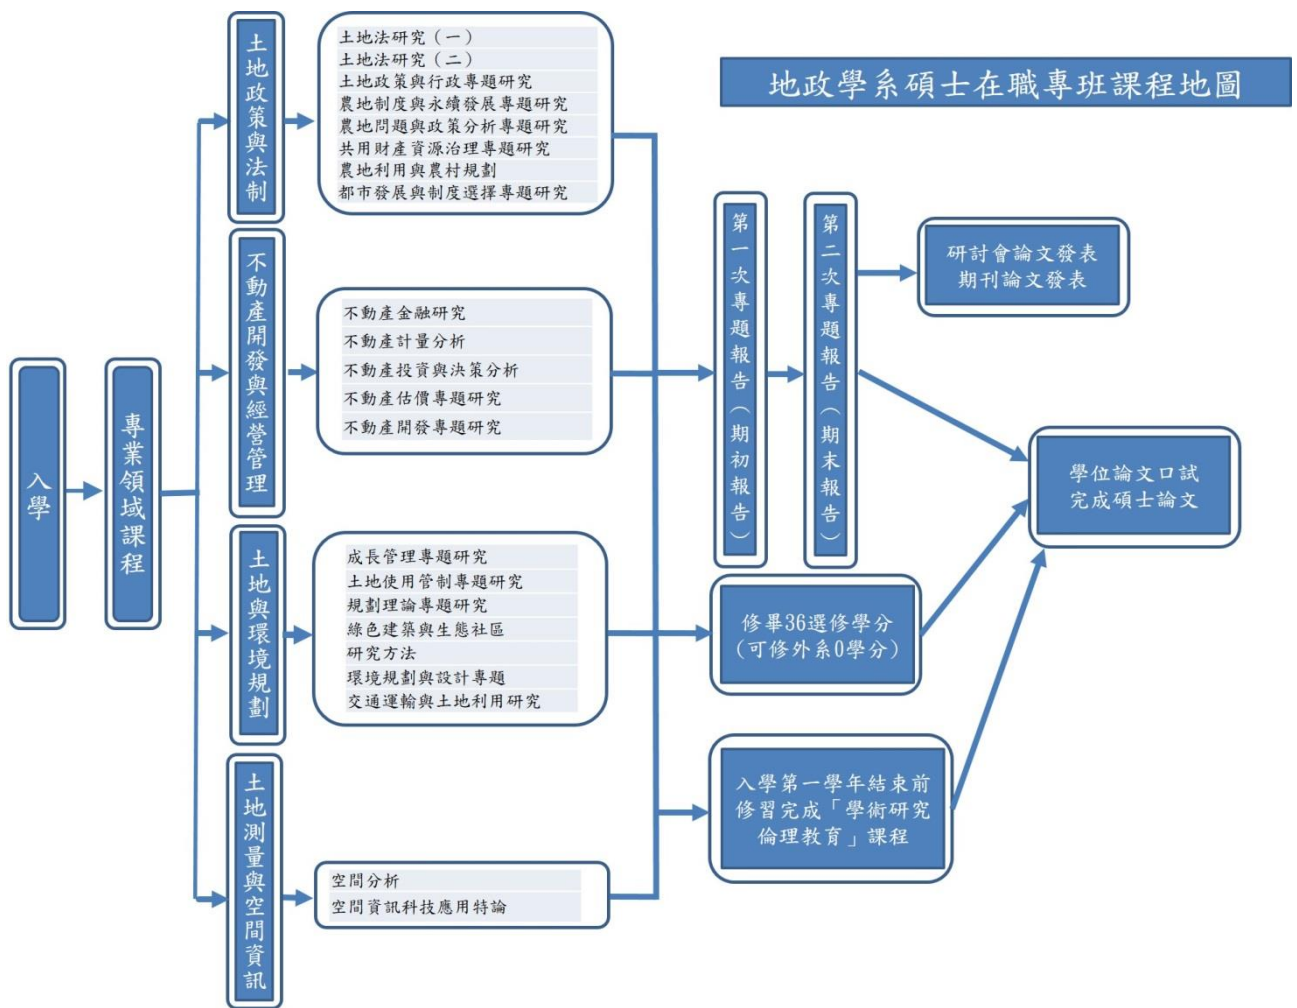 地政學系碩士在職專班課程地圖
入學
專業領域課程
土地政策與法制
土地法研究（一）
土地法研究（二）
土地政策與行政專題研究
農地制度與永續發展專題研究
農地問題與政策分析專題研究
共用財產資源治理專題研究
農地利用與農村規劃
都市發展與制度選擇專題研究
不動產開發與經營管理
不動產金融研究
不動產計量分析
不動產投資與決策分析
不動產估價專題研究
不動產開發專題研究
土地與環境規劃
成長管理專題研究
土地使用管制專題研究
規劃理論專題研究
綠色建築與生態社區
研究方法
環境規劃與設計專題
交通運輸與土地利用研究
土地測量與空間資訊
空間分析
空間資訊科技應用特論
第一次專題報告（期初報告）
第二次專題報告（期末報告）
研討會論文發表
期刊論文發表
修畢36選修學分
（可修外系0學分）
入學第一學年結束前
修習完成「學術研究
倫理教育」課程
學位論文口試
完成碩士論文